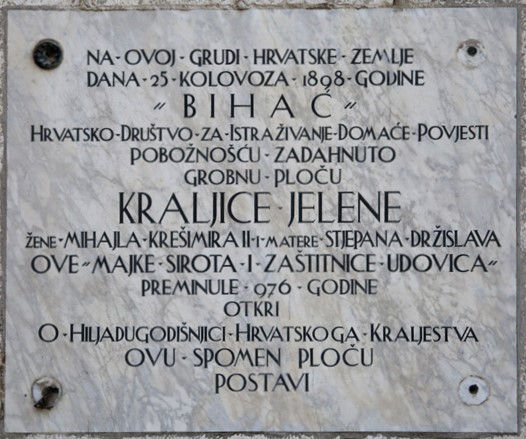 NA·OVOJ·GRUDI·HRVATSKE·ZEMLJE
DANA·25·KOLOVOZA·1898·GODINE
"BIHAĆ"
HRVATSKO·DRUŠTVO·ZA·ISTRAŽIVANJE·DOMAĆE·POVJESTI
POBOŽNOŠĆU·ZADAHNUTO
GROBNU·PLOČU
KRALJICE·JELENE
ŽENE·MIHAJLA·KREŠIMIRA II·I·MATERE·STJEPANA·DRŽISLAVA
OVE·"MAJKE·SIROTA·I·ZAŠTITNICE·UDOVICA"
PREMINULE·976·GODINE
OTKRI
O·HILJADUGODIŠNJICI·HRVATSKOGA·KRALJESTVA
OVU·SPOMEN PLOČU
POSTAVI